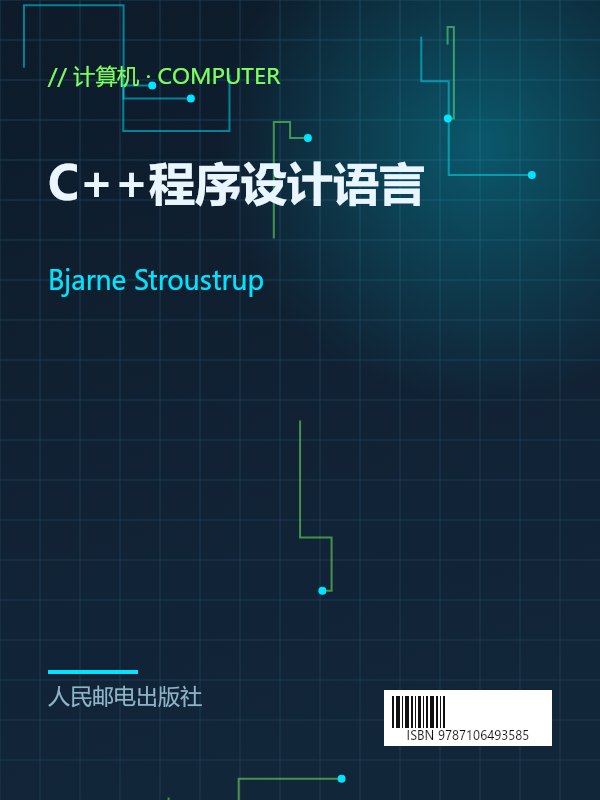 // 计算机 · COMPUTER
C++程序设计语言
Bjarne Stroustrup
人民邮电出版社
ISBN 9787106493585